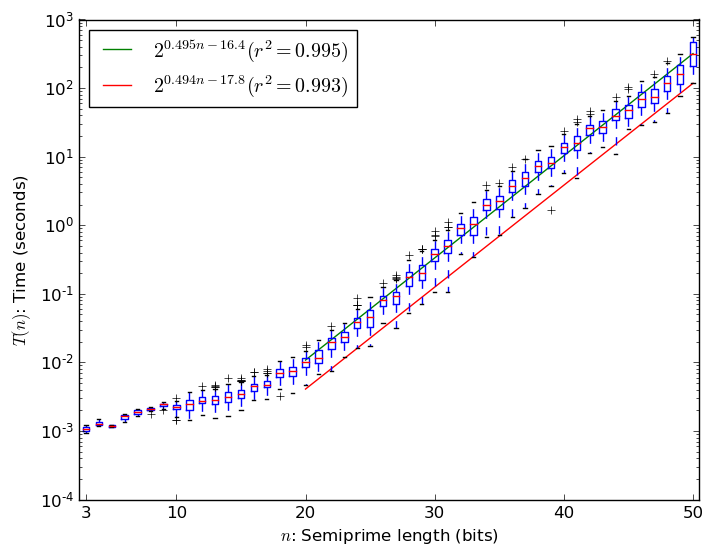 10^3
10^2
10^1
10^0
10^-1
10^-2
10^-3
10^-4
T(n): Time (seconds)
2^{0.495n-16.4}(r^2=0.995)
2^{0.494n-17.8}(r^2=0.993)
3 10 20 30 40 50
n: Semiprime length (bits)